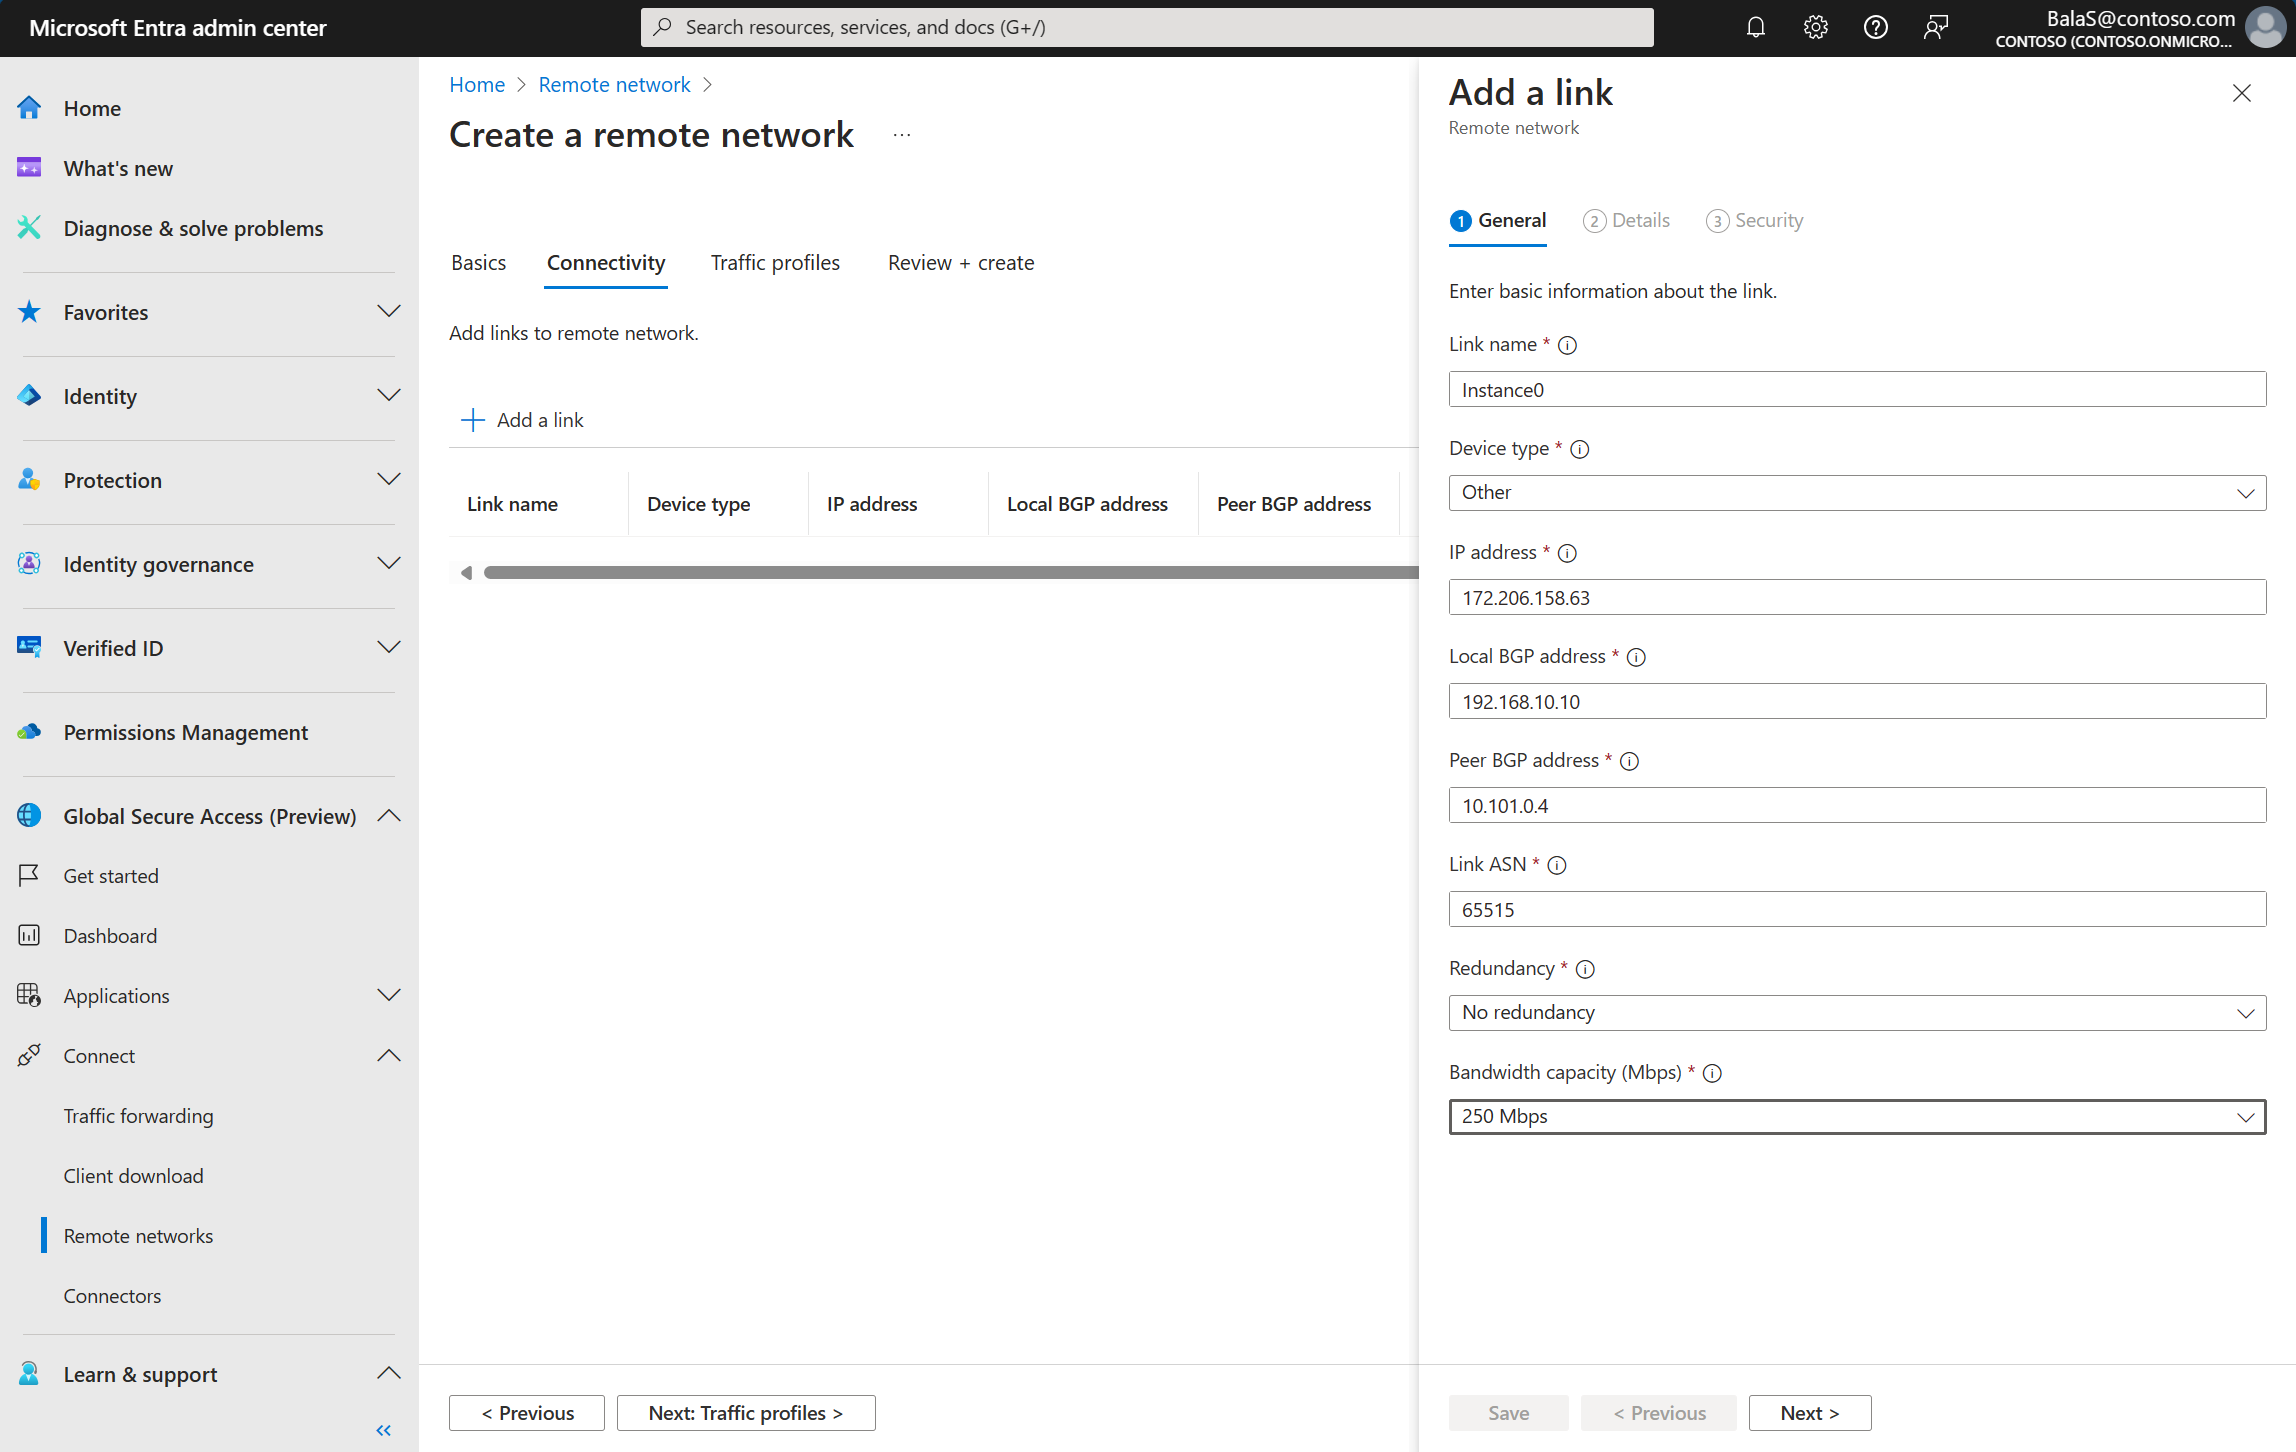 Microsoft Entra admin center
Search resources, services, and docs (G+/)
BalaS@contoso.com
CONTOSO (CONTOSO.ONMICRO...
Home
What's new
Diagnose & solve problems
Favorites
Identity
Protection
Identity governance
Verified ID
Permissions Management
Global Secure Access (Preview)
Get started
Dashboard
Applications
Connect
Traffic forwarding
Client download
Remote networks
Connectors
Learn & support
Home > Remote network >
Create a remote network ...
Basics Connectivity Traffic profiles Review + create
Add links to remote network.
Add a link
Link name Device type IP address Local BGP address Peer BGP address
< Previous Next: Traffic profiles >
Add a link
Remote network
1 General 2 Details 3 Security
Enter basic information about the link.
Link name *
Instance0
Device type *
Other
IP address *
172.206.158.63
Local BGP address *
192.168.10.10
Peer BGP address *
10.101.0.4
Link ASN *
65515
Redundancy *
No redundancy
Bandwidth capacity (Mbps) *
250 Mbps
Save < Previous Next >